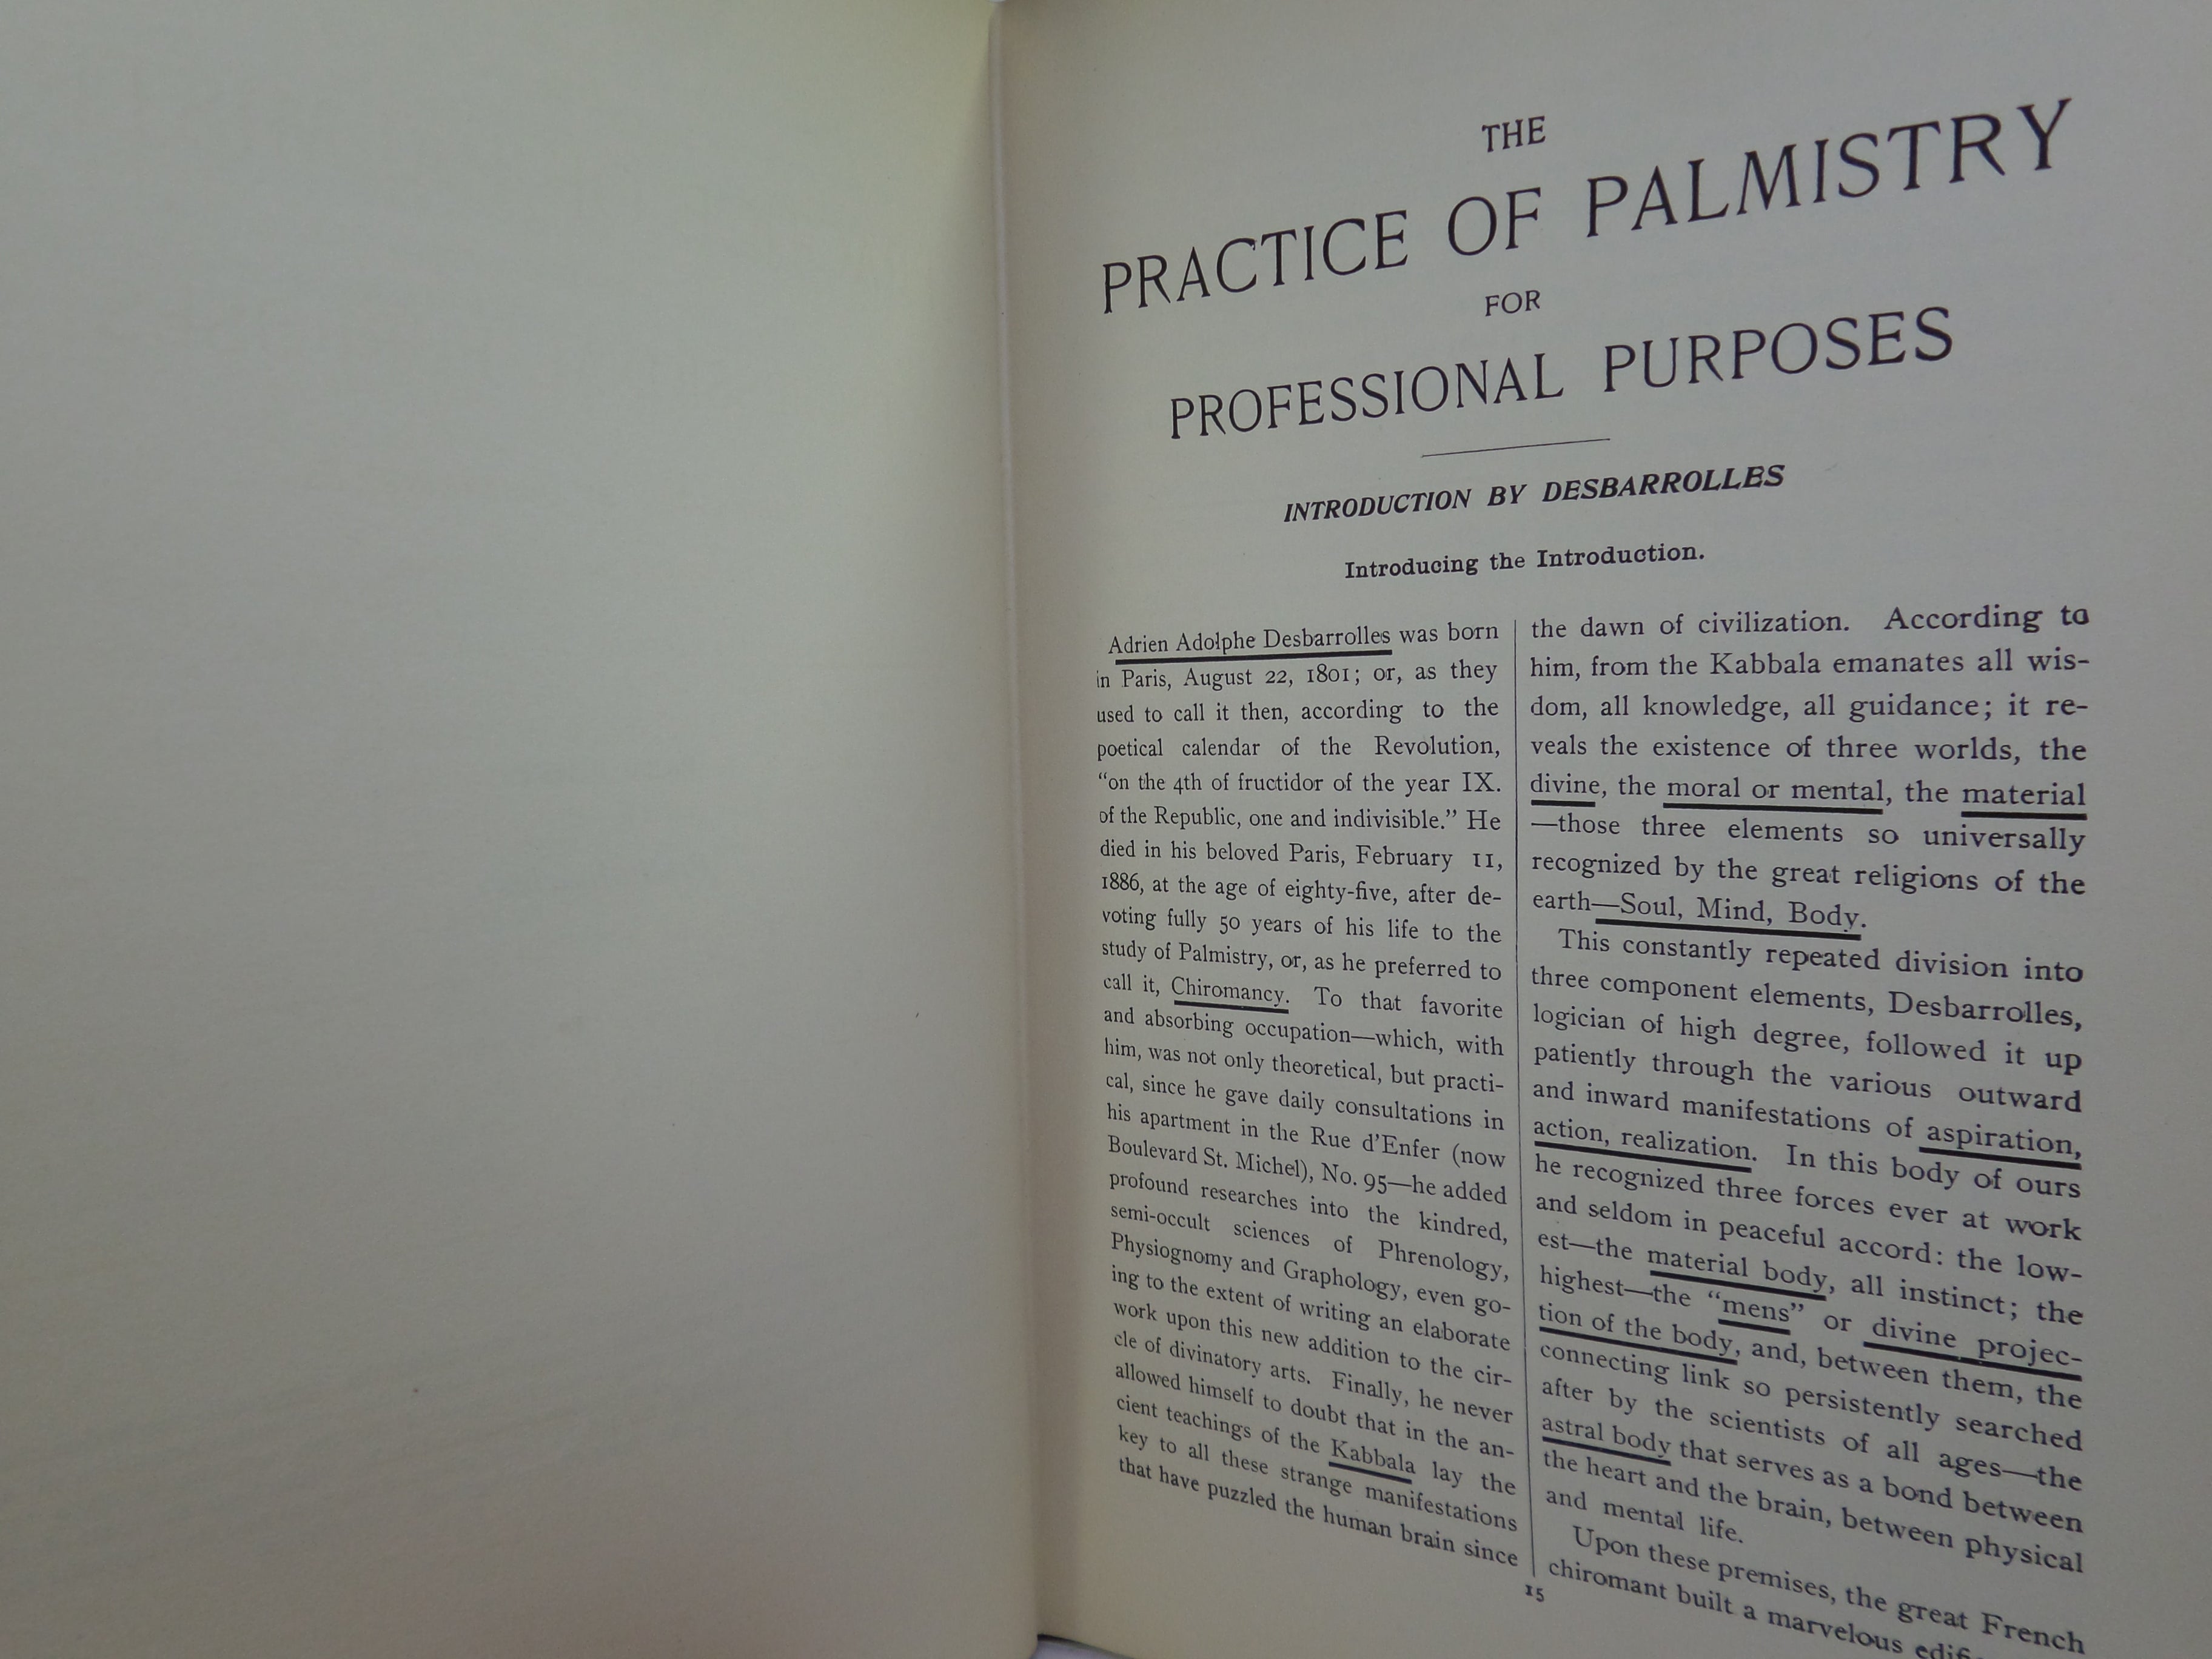 THE
PRACTICE OF PALMISTRY
FOR
PROFESSIONAL PURPOSES
INTRODUCTION BY DESBARROLLES
Introducing the Introduction.
Adrien Adolphe Desbarrolles was born
in Paris, August 22, 1801; or, as they
used to call it then, according to the
poetical calendar of the Revolution,
“on the 4th of fructidor of the year IX.
of the Republic, one and indivisible.” He
died in his beloved Paris, February 11,
1886, at the age of eighty-five, after de-
voting fully 50 years of his life to the
study of Palmistry, or, as he preferred to
call it, Chiromancy. To that favorite
and absorbing occupation—which, with
him, was not only theoretical, but practi-
cal, since he gave daily consultations in
his apartment in the Rue d’Enfer (now
Boulevard St. Michel), No. 95—he added
profound researches into the kindred,
semi-occult sciences of Phrenology,
Physiognomy and Graphology, even go-
ing to the extent of writing an elaborate
work upon this new addition to the cir-
cle of divinatory arts. Finally, he never
allowed himself to doubt that in the an-
cient teachings of the Kabbala lay the
key to all these strange manifestations
that have puzzled the human brain since
the dawn of civilization. According to
him, from the Kabbala emanates all wis-
dom, all knowledge, all guidance; it re-
veals the existence of three worlds, the
divine, the moral or mental, the material
—those three elements so universally
recognized by the great religions of the
earth—Soul, Mind, Body.
This constantly repeated division into
three component elements, Desbarrolles,
logician of high degree, followed it up
patiently through the various outward
and inward manifestations of aspiration,
action, realization. In this body of ours
he recognized three forces ever at work
and seldom in peaceful accord: the low-
est—the material body, all instinct; the
highest—the “mens” or divine projec-
tion of the body, and, between them, the
connecting link so persistently searched
after by the scientists of all ages—the
astral body that serves as a bond between
the heart and the brain, between physical
and mental life.
Upon these premises, the great French
chiromant built a marvelous
15